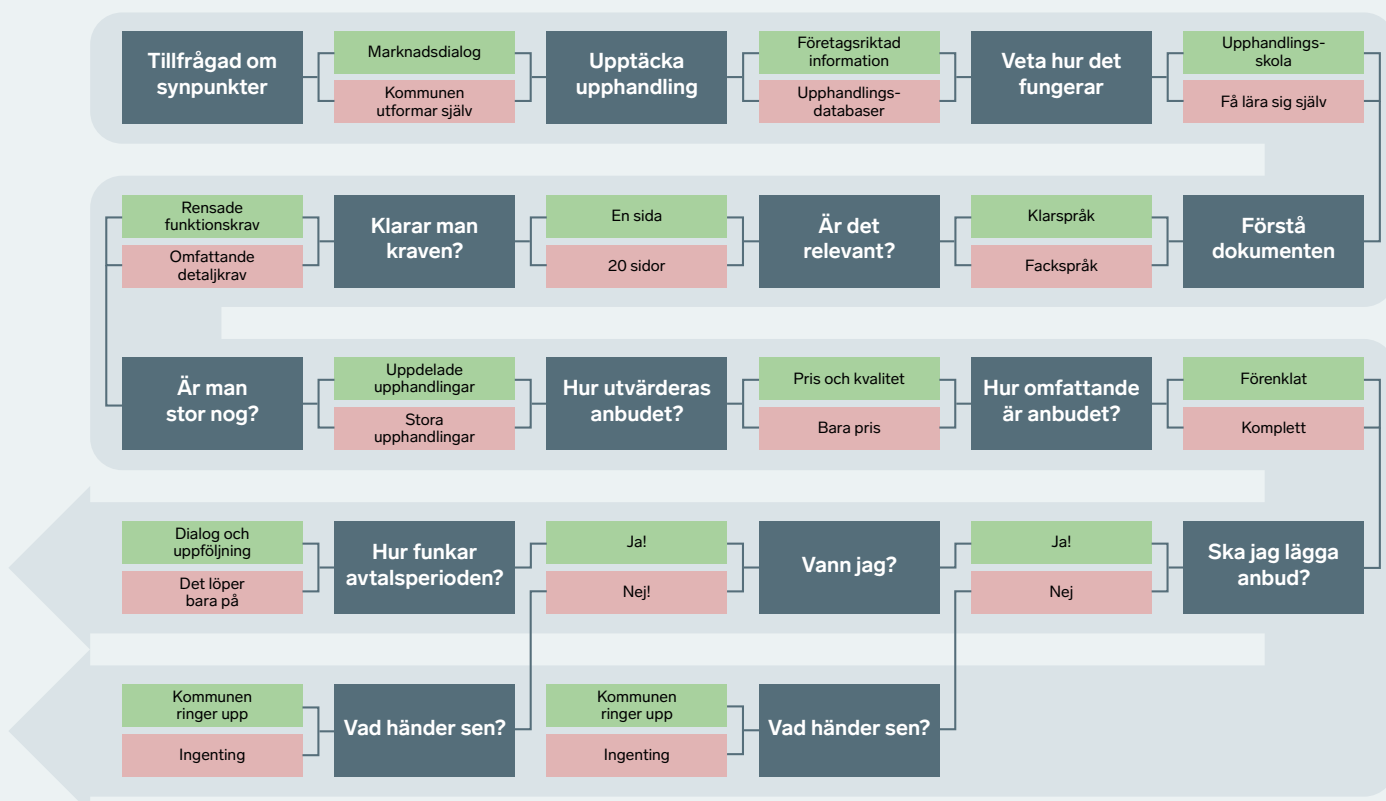 Tillfrågad om
synpunkter
Marknadsdialog
Kommunen
utformar själv
Upptäcka
upphandling
Företagsriktad
information
Upphandlings-
databaser
Veta hur det
fungerar
Upphandlings-
skola
Få lära sig själv
Förstå
dokumenten
Klarspråk
Fackspråk
Är det
relevant?
En sida
20 sidor
Klarar man
kraven?
Rensade
funktionskrav
Omfattande
detaljkrav
Är man
stor nog?
Uppdelade
upphandlingar
Stora
upphandlingar
Hur utvärderas
anbudet?
Pris och kvalitet
Bara pris
Hur omfattande
är anbudet?
Förenklat
Komplett
Ska jag lägga
anbud?
Ja!
Nej
Vann jag?
Ja!
Nej!
Hur funkar
avtalsperioden?
Dialog och
uppföljning
Det löper
bara på
Vad händer sen?
Kommunen
ringer upp
Ingenting
Vad händer sen?
Kommunen
ringer upp
Ingenting